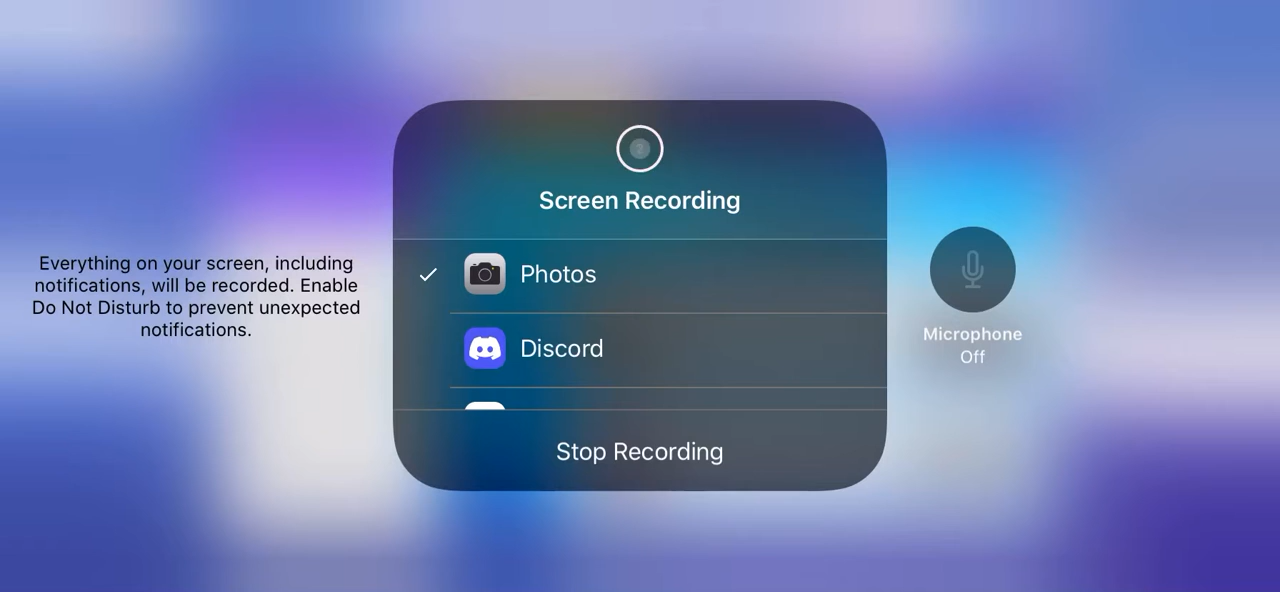 Screen Recording
Everything on your screen, including
notifications, will be recorded. Enable
Do Not Disturb to prevent unexpected
notifications.
Photos
Discord
Stop Recording
Microphone
Off